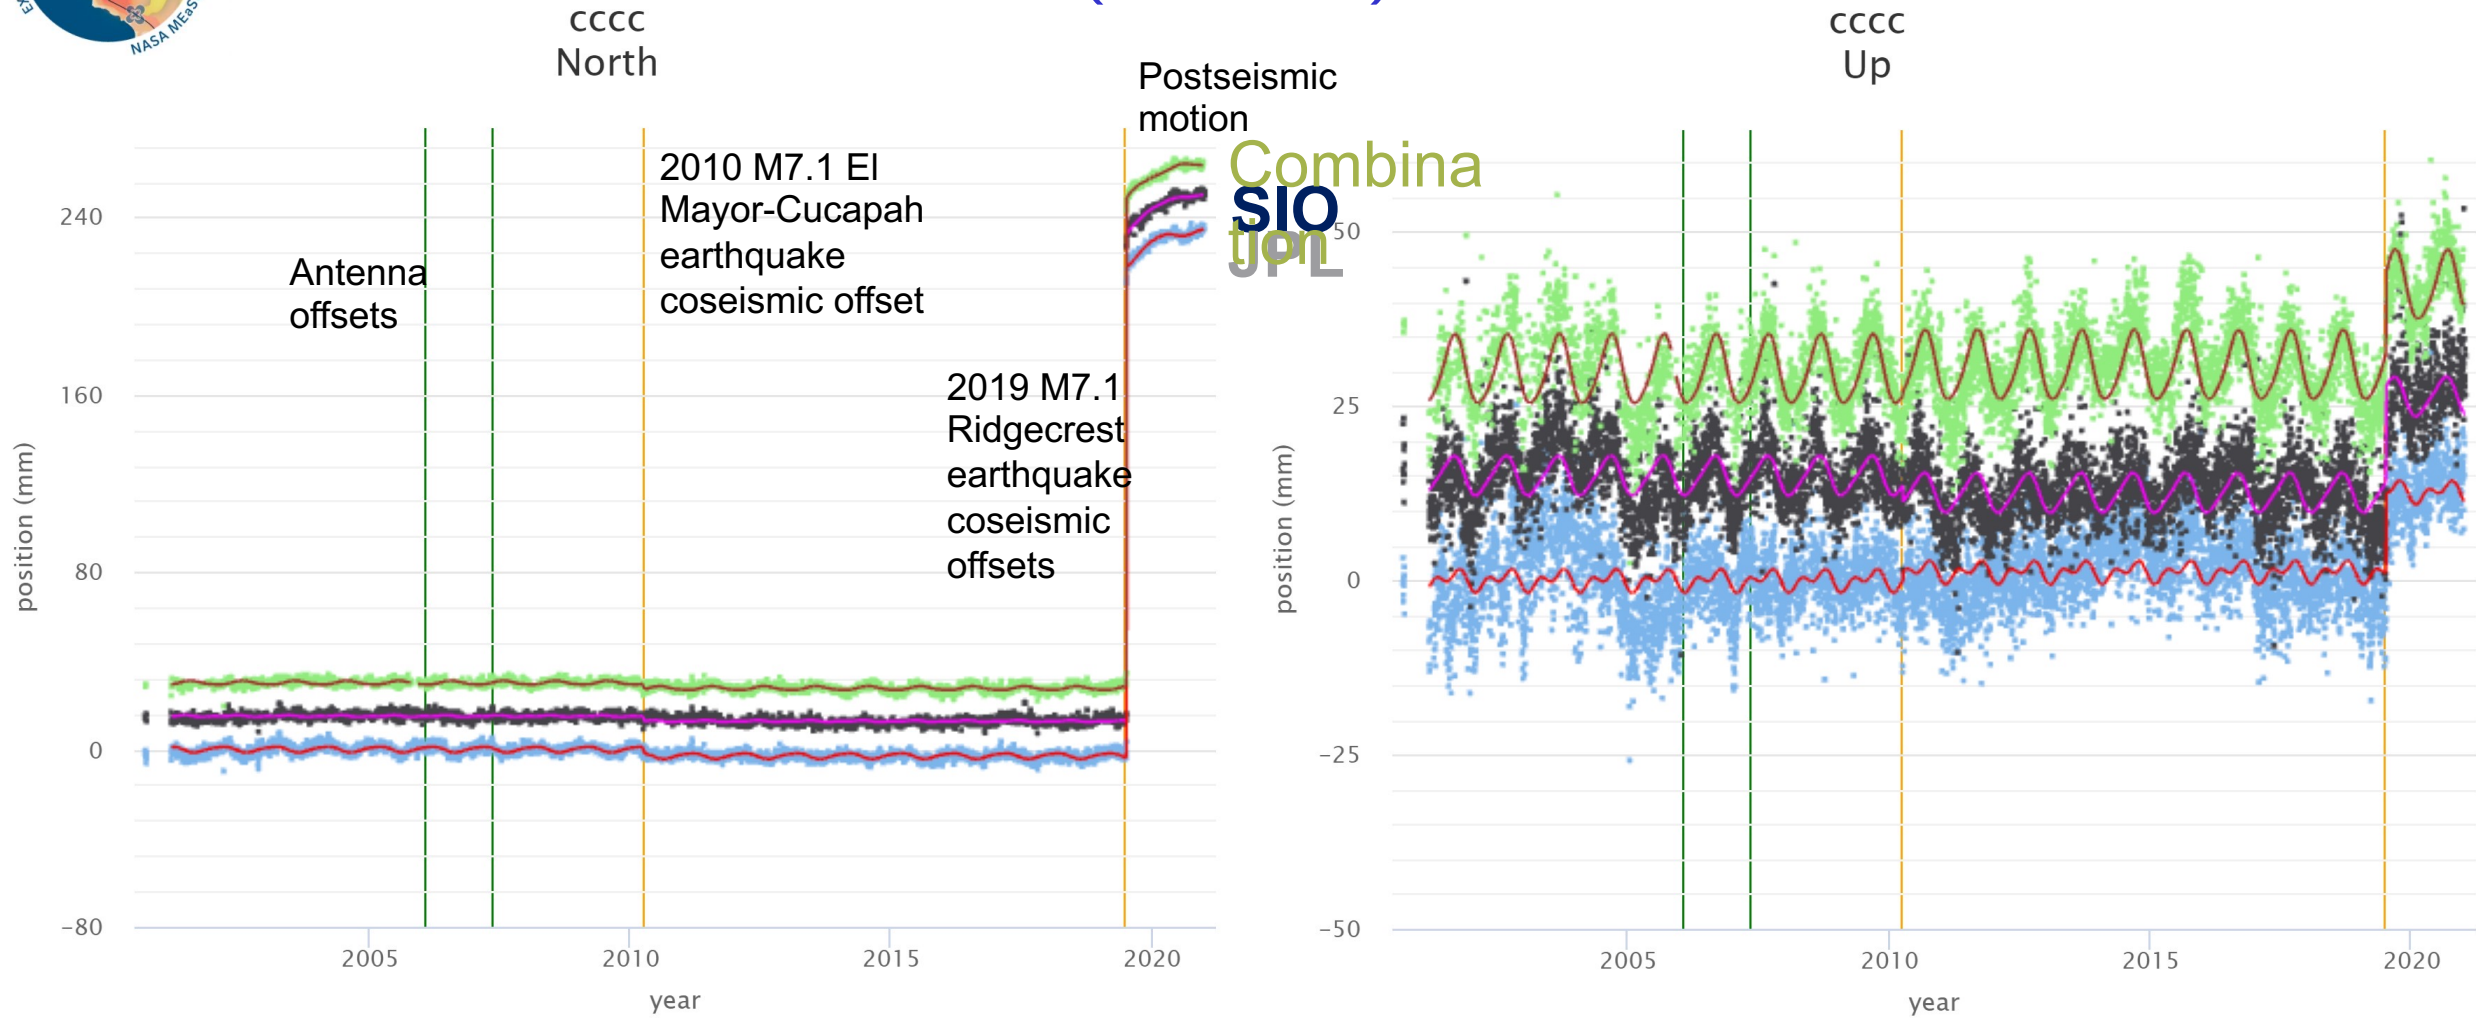 NASA MEaS
cccc
North
Postseismic
motion
2010 M7.1 El
Mayor-Cucapah
earthquake
coseismic offset
Antenna
offsets
2019 M7.1
Ridgecrest
earthquake
coseismic
offsets
240
160
80
0
−80
position (mm)
2005
2010
2015
2020
year
Combina
tion
SIO
JPL
cccc
Up
50
25
0
−25
−50
position (mm)
2005
2010
2015
2020
year